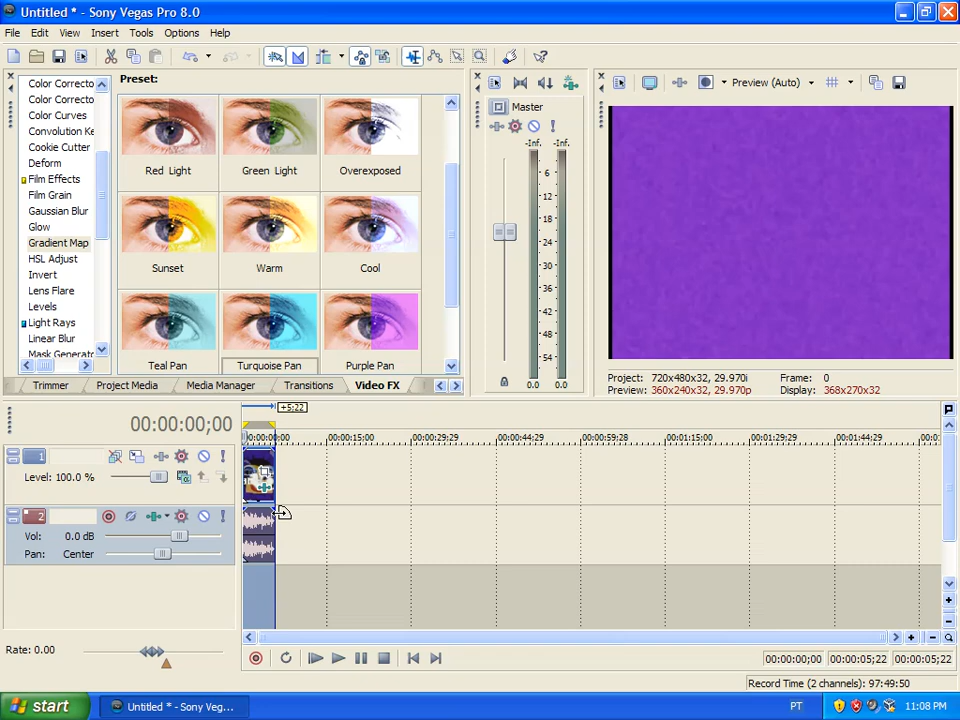 Untitled * - Sony Vegas Pro 8.0
File Edit View Insert Tools Options Help
Color Correcto
Color Correcto
Color Curves
Convolution Ke
Cookie Cutter
Deform
Film Effects
Film Grain
Gaussian Blur
Glow
Gradient Map
HSL Adjust
Invert
Lens Flare
Levels
Light Rays
Linear Blur
Mask Generato
Preset:
Red Light Green Light Overexposed
Sunset Warm Cool
Teal Pan Turquoise Pan Purple Pan
Trimmer Project Media Media Manager Transitions Video FX
Master
-Inf. -Inf.
6
12
18
24
30
36
42
48
54
0.0 0.0
Preview (Auto)
Project: 720x480x32, 29.970i
Preview: 360x240x32, 29.970p
Frame: 0
Display: 368x270x32
+5:22
00:00:00;00
00:00:00;00 00:00:15;00 00:00:29;29 00:00:44;29 00:00:59;28 00:01:15;00 00:01:29;29 00:01:44;29 00:0
1
Level: 100.0 %
2
Vol: 0.0 dB
Pan: Center
Rate: 0.00
00:00:00;00 00:00:05;22 00:00:05;22
Record Time (2 channels): 97:49:50
start Untitled * - Sony Vegas P... PT 11:08 PM